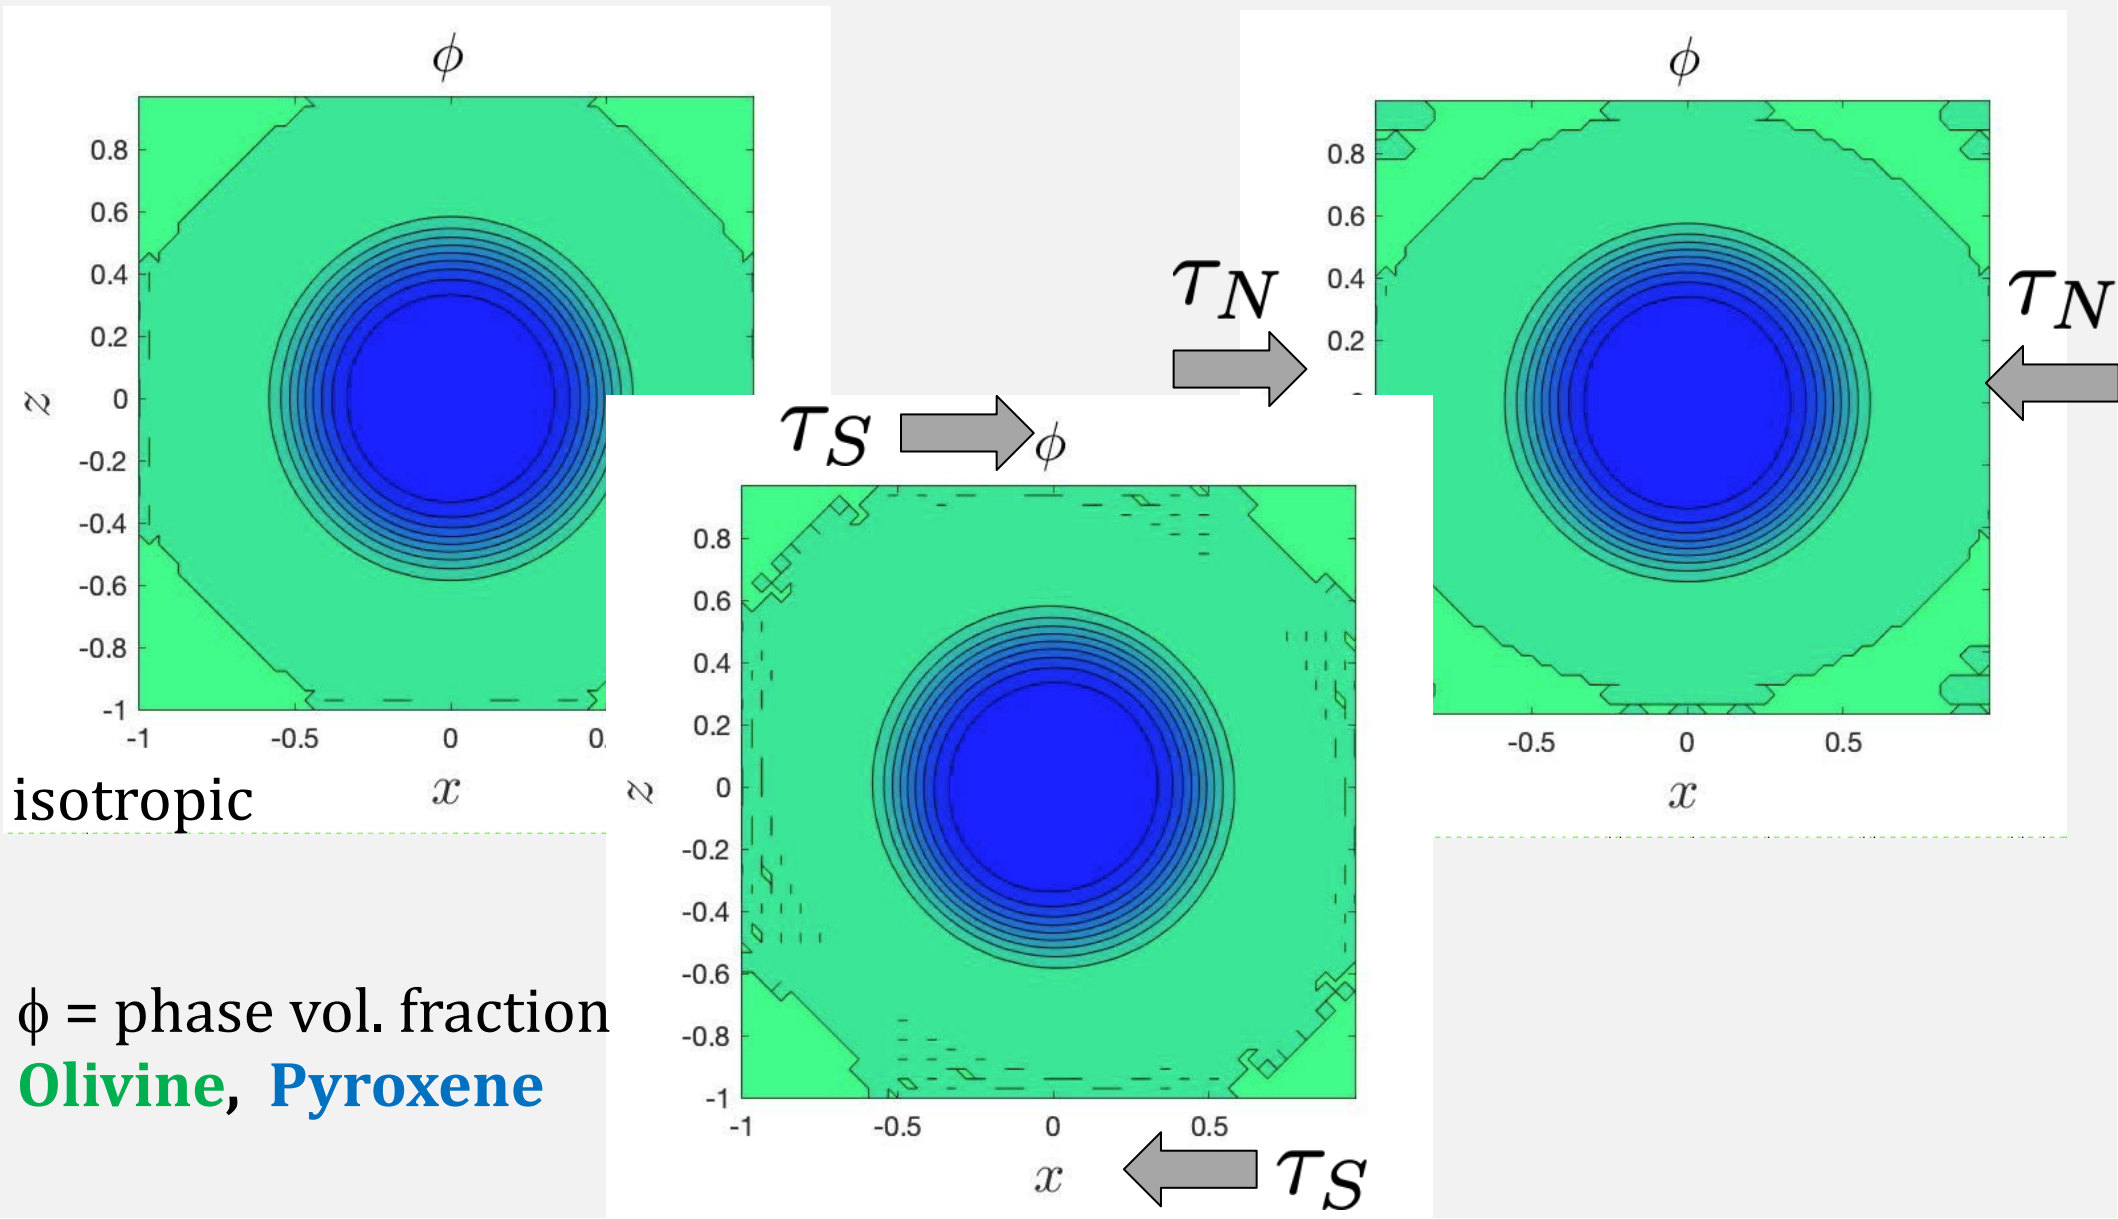 ϕ
0.8
0.6
0.4
0.2
0
-0.2
-0.4
-0.6
-0.8
-1
z
-1 -0.5 0 0.
x
isotropic
ϕ
0.8
0.6
0.4
0.2
-0.5 0 0.5
x
τN
τN
τS
ϕ
0.8
0.6
0.4
0.2
0
-0.2
-0.4
-0.6
-0.8
-1
z
-1 -0.5 0 0.5
x
τS
ϕ = phase vol. fraction
Olivine, Pyroxene